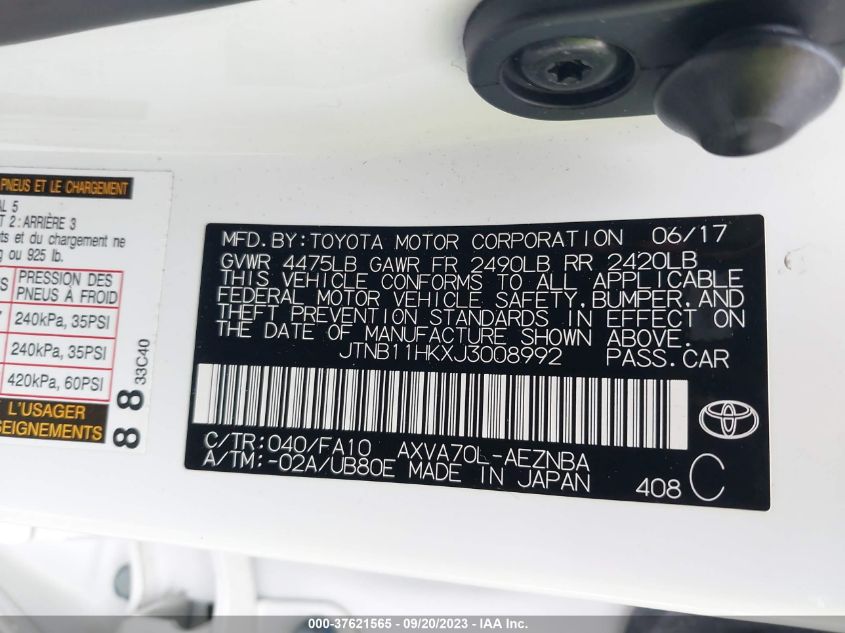 PNEUS ET LE CHARGEMENT
AL 5
T 2 : ARRIÈRE 3
nts et du chargement ne
g ou 925 lb.
S PRESSION DES
PNEUS À FROID
240kPa, 35PSI
240kPa, 35PSI
420kPa, 60PSI
L'USAGER
SEIGNEMENTS
88
33C40
MFD.BY:TOYOTA MOTOR CORPORATION 06/17
GVWR 4475LB GAWR FR 2490LB RR 2420LB
THIS VEHICLE CONFORMS TO ALL APPLICABLE
FEDERAL MOTOR VEHICLE SAFETY,BUMPER,AND
THEFT PREVENTION STANDARDS IN EFFECT ON
THE DATE OF MANUFACTURE SHOWN ABOVE.
JTNB11HKXJ3008992 PASS.CAR
C/TR:040/FA10 AXVA70L-AEZNBA
A/TM:-02A/UB80E MADE IN JAPAN
408 C
000-37621565 - 09/20/2023 - IAA Inc.